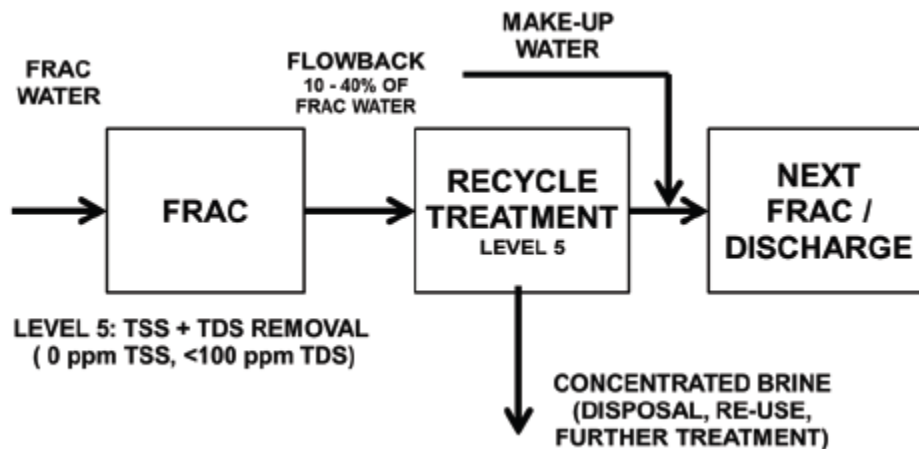 MAKE-UP
WATER
FRAC
WATER
FLOWBACK
10 - 40% OF
FRAC WATER
FRAC
RECYCLE
TREATMENT
LEVEL 5
NEXT
FRAC /
DISCHARGE
LEVEL 5: TSS + TDS REMOVAL
( 0 ppm TSS, <100 ppm TDS)
CONCENTRATED BRINE
(DISPOSAL, RE-USE,
FURTHER TREATMENT)